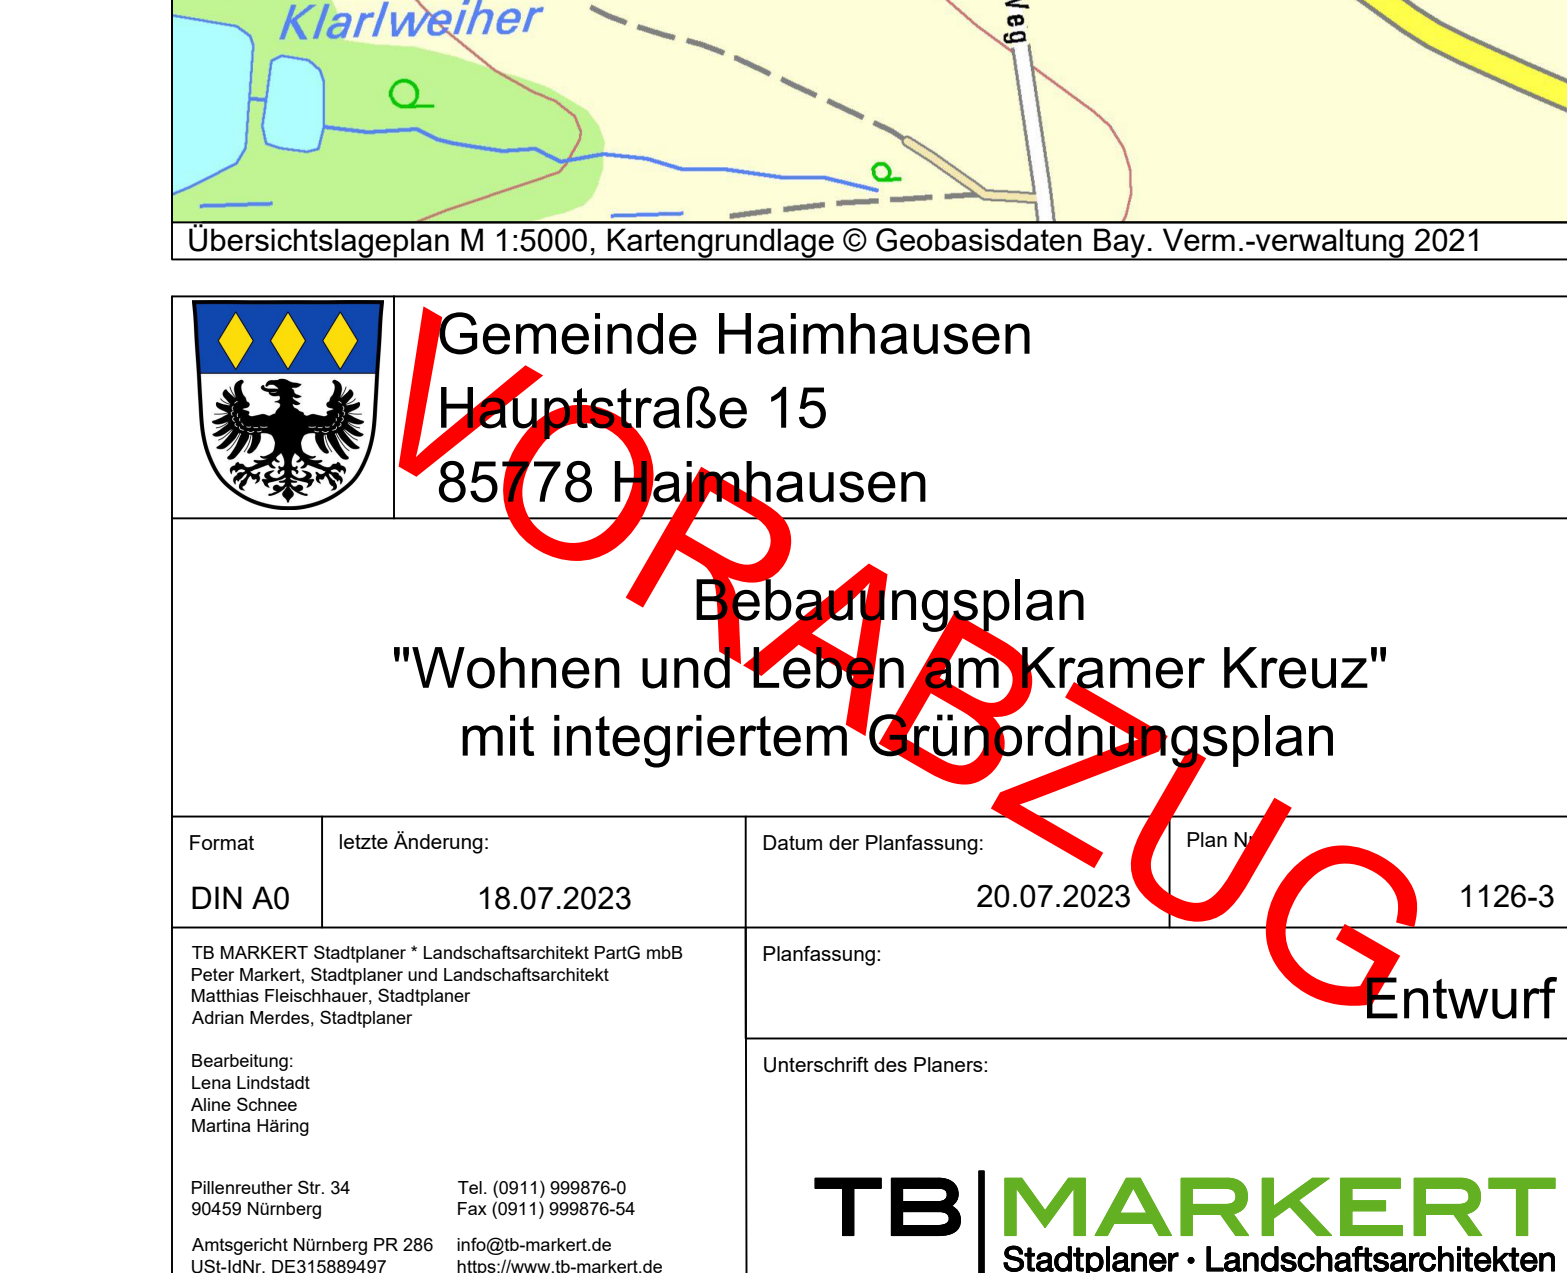 Klarlweiher
Weg
Übersichtslageplan M 1:5000, Kartengrundlage © Geobasisdaten Bay. Verm.-verwaltung 2021
Gemeinde Haimhausen
Hauptstraße 15
85778 Haimhausen
VORABZUG
Bebauungsplan
"Wohnen und Leben am Kramer Kreuz"
mit integriertem Grünordnungsplan
Format
DIN A0
letzte Änderung:
18.07.2023
Datum der Planfassung:
20.07.2023
Plan Nr
1126-3
TB MARKERT Stadtplaner * Landschaftsarchitekt PartG mbB
Peter Markert, Stadtplaner und Landschaftsarchitekt
Matthias Fleischhauer, Stadtplaner
Adrian Merdes, Stadtplaner
Bearbeitung:
Lena Lindstadt
Aline Schnee
Martina Häring
Pillenreuther Str. 34
90459 Nürnberg
Tel. (0911) 999876-0
Fax (0911) 999876-54
Amtsgericht Nürnberg PR 286
USt-IdNr. DE315889497
info@tb-markert.de
https://www.tb-markert.de
Planfassung:
Entwurf
Unterschrift des Planers:
TB MARKERT
Stadtplaner · Landschaftsarchitekten